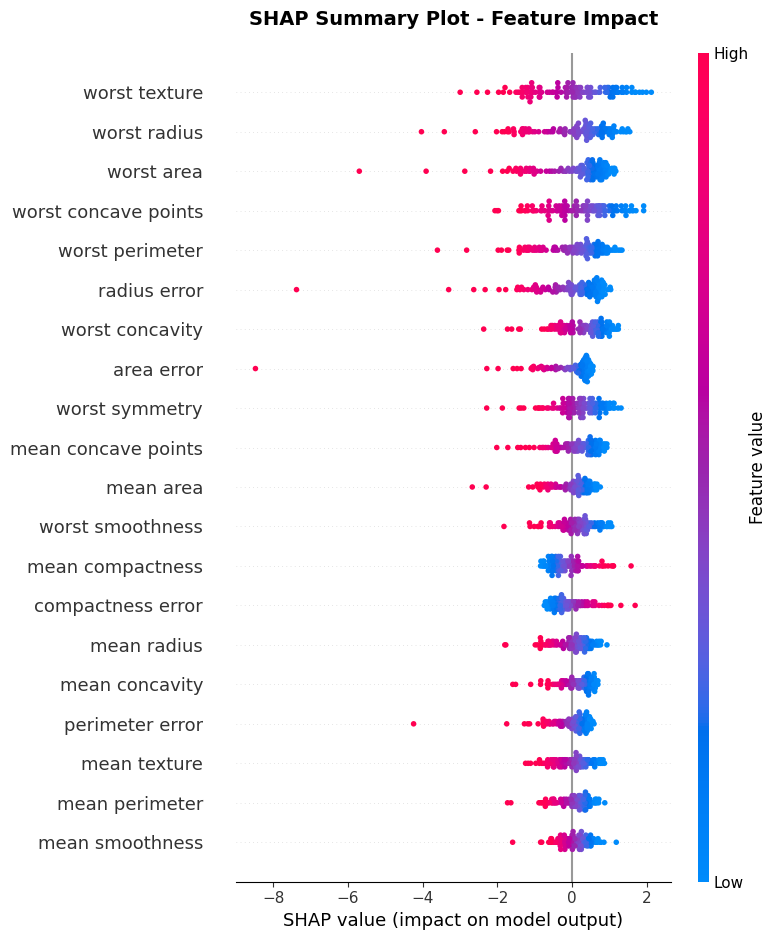 SHAP Summary Plot - Feature Impact
High
worst texture
worst radius
worst area
worst concave points
worst perimeter
radius error
worst concavity
area error
worst symmetry
mean concave points
mean area
worst smoothness
mean compactness
compactness error
mean radius
mean concavity
perimeter error
mean texture
mean perimeter
mean smoothness
Feature value
Low
−8 −6 −4 −2 0 2
SHAP value (impact on model output)